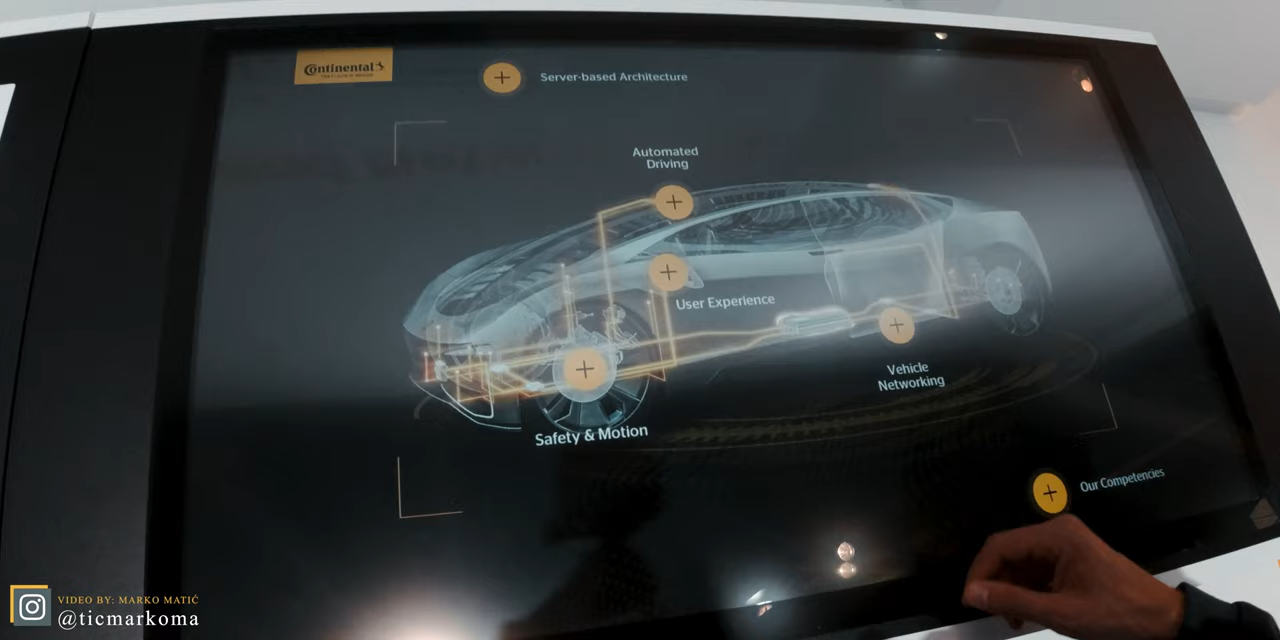 Continental
Server-based Architecture
Automated
Driving
User Experience
Vehicle
Networking
Safety & Motion
Our Competencies
VIDEO BY: MARKO MATIĆ
@ticmarkoma